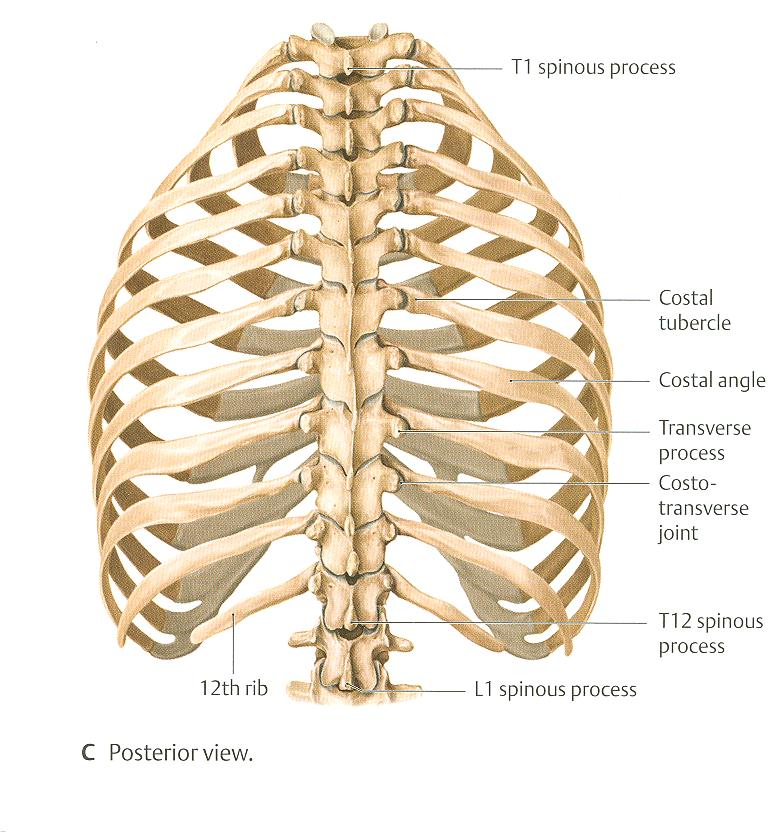 T1 spinous process
Costal
tubercle
Costal angle
Transverse
process
Costo-
transverse
joint
T12 spinous
process
12th rib
L1 spinous process
C Posterior view.